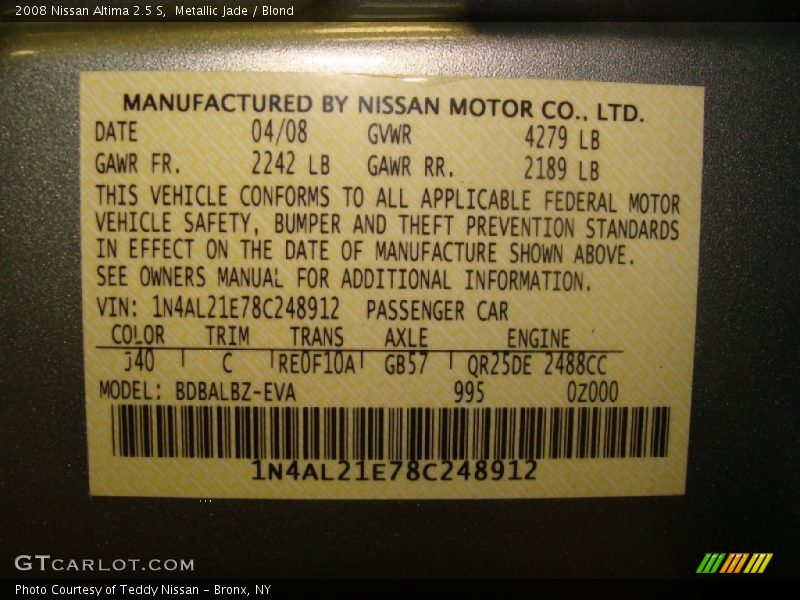 2008 Nissan Altima 2.5 S, Metallic Jade / Blond
MANUFACTURED BY NISSAN MOTOR CO., LTD.
DATE 04/08 GVWR 4279 LB
GAWR FR. 2242 LB GAWR RR. 2189 LB
THIS VEHICLE CONFORMS TO ALL APPLICABLE FEDERAL MOTOR
VEHICLE SAFETY, BUMPER AND THEFT PREVENTION STANDARDS
IN EFFECT ON THE DATE OF MANUFACTURE SHOWN ABOVE.
SEE OWNERS MANUAL FOR ADDITIONAL INFORMATION.
VIN: 1N4AL21E78C248912 PASSENGER CAR
COLOR TRIM TRANS AXLE ENGINE
J40 C RE0F10A GB57 QR25DE 2488CC
MODEL: BDBALBZ-EVA 995 0Z000
1N4AL21E78C248912
GTCARLOT.COM
Photo Courtesy of Teddy Nissan - Bronx, NY